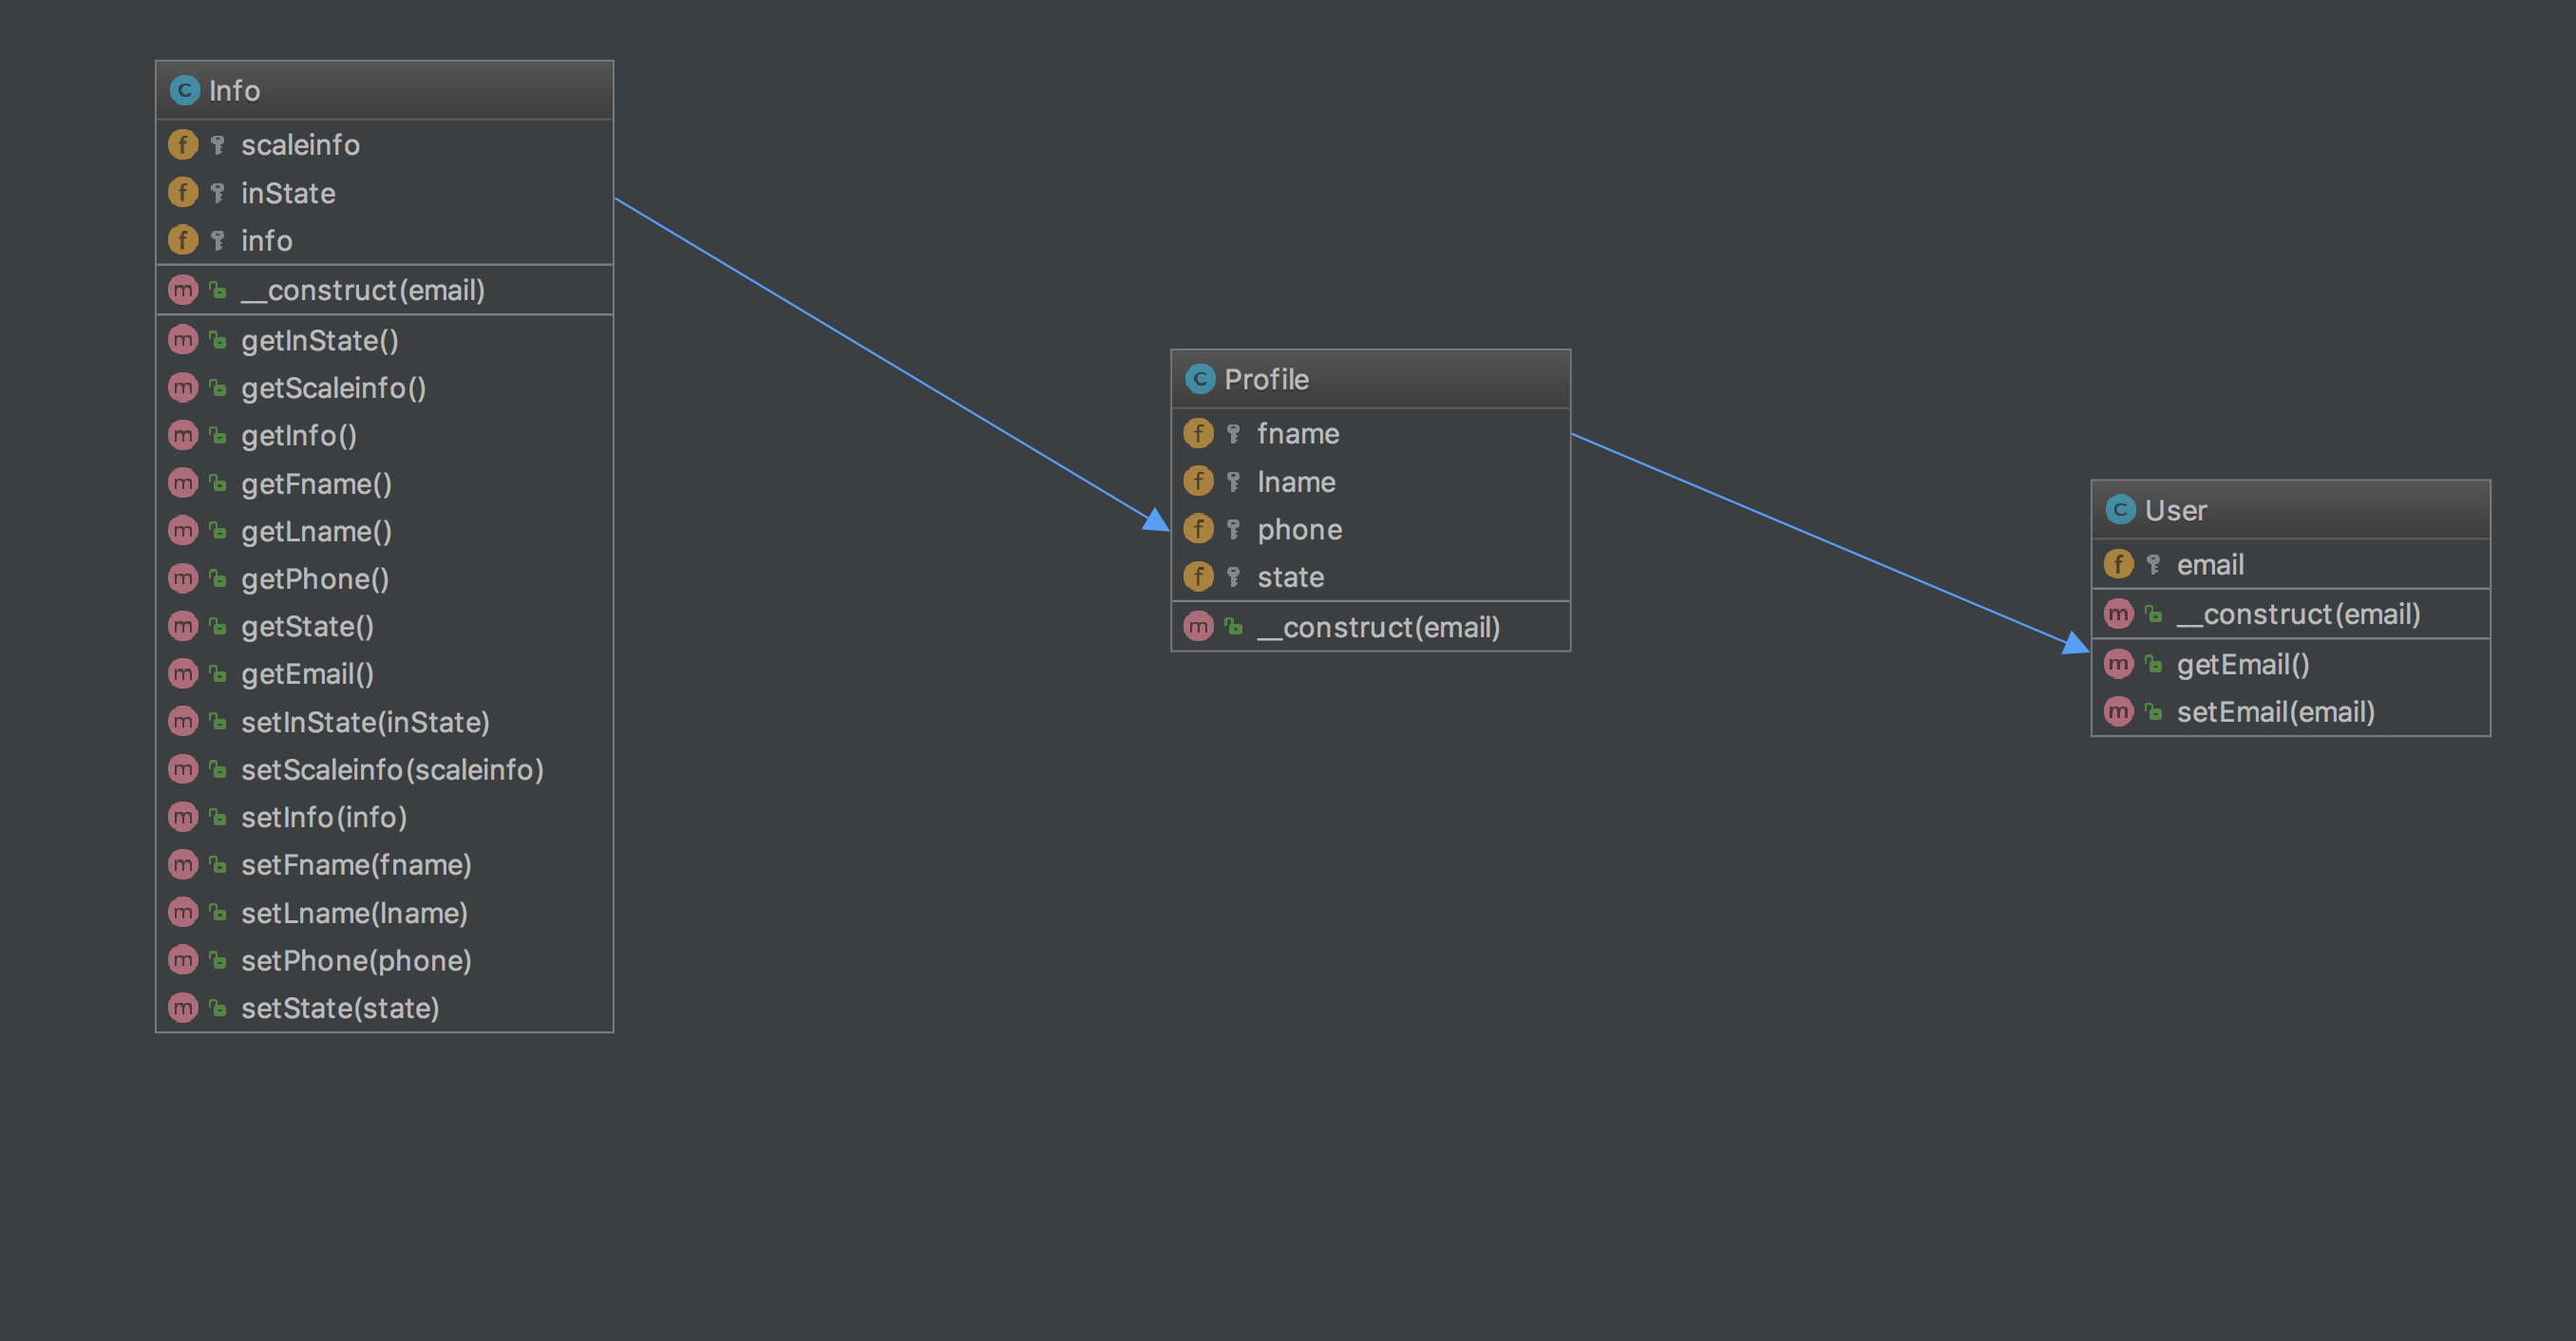 Info
scaleinfo
inState
info
__construct(email)
getInState()
getScaleinfo()
getInfo()
getFname()
getLname()
getPhone()
getState()
getEmail()
setInState(inState)
setScaleinfo(scaleinfo)
setInfo(info)
setFname(fname)
setLname(lname)
setPhone(phone)
setState(state)
Profile
fname
lname
phone
state
__construct(email)
User
email
__construct(email)
getEmail()
setEmail(email)